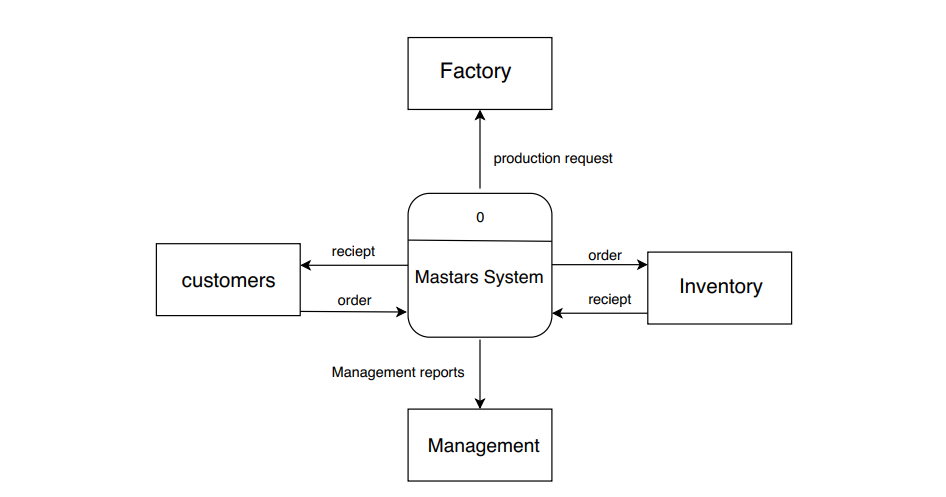 Factory
production request
0
Mastars System
reciept
order
customers
order
reciept
Inventory
Management reports
Management